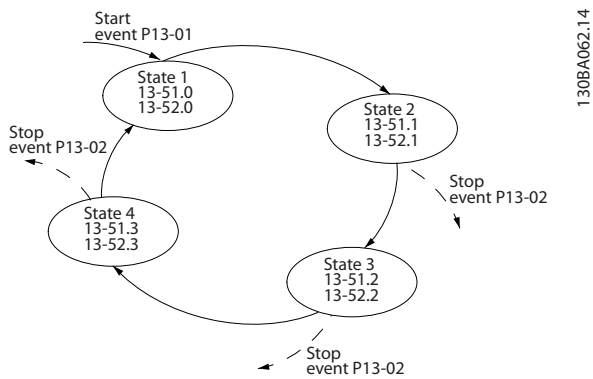 Start
event P13-01
State 1
13-51.0
13-52.0
State 2
13-51.1
13-52.1
Stop
event P13-02
Stop
event P13-02
State 4
13-51.3
13-52.3
State 3
13-51.2
13-52.2
Stop
event P13-02
130BA062.14